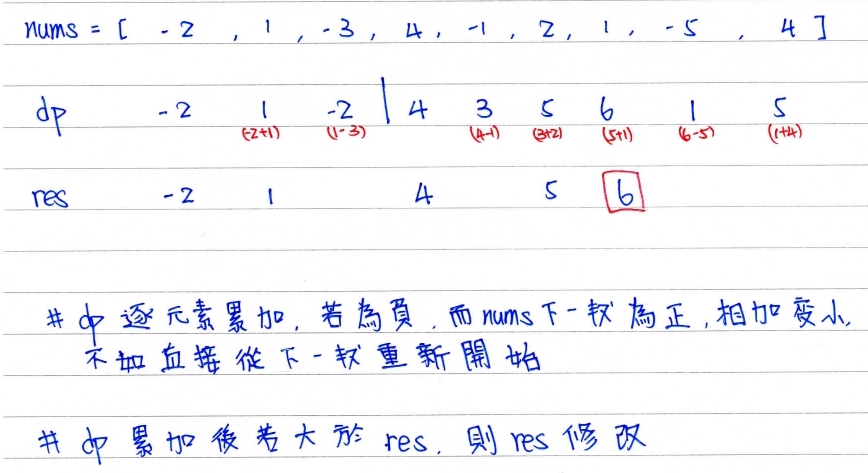 nums = [ -2 , 1 , -3 , 4 , -1 , 2 , 1 , -5 , 4 ]
dp -2 1 -2 | 4 3 5 6 1 5
(-2+1) (1-3) (4-1) (3+2) (5+1) (6-5) (1+4)
res -2 1 4 5 6
# dp 逐元素累加, 若為負, 而 nums 下一款為正, 相加變小,
不如直接從下一款重新開始
# dp 累加後若大於 res, 則 res 修改